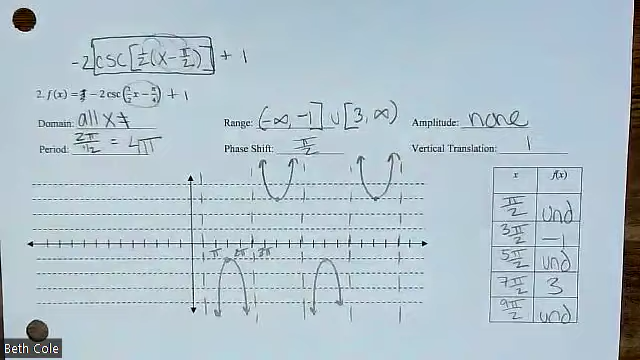 -2 csc[½(x-π/2)] + 1
2. f(x) = - 2 csc(½x - π/4) + 1
Domain: all x ≠
Range: (-∞, -1] ∪ [3, ∞)
Amplitude: none
Period: 2π/½ = 4π
Phase Shift: π/2
Vertical Translation: 1
x f(x)
π/2 und
3π/2 -1
5π/2 und
7π/2 3
9π/2 und
π 2π 3π
Beth Cole